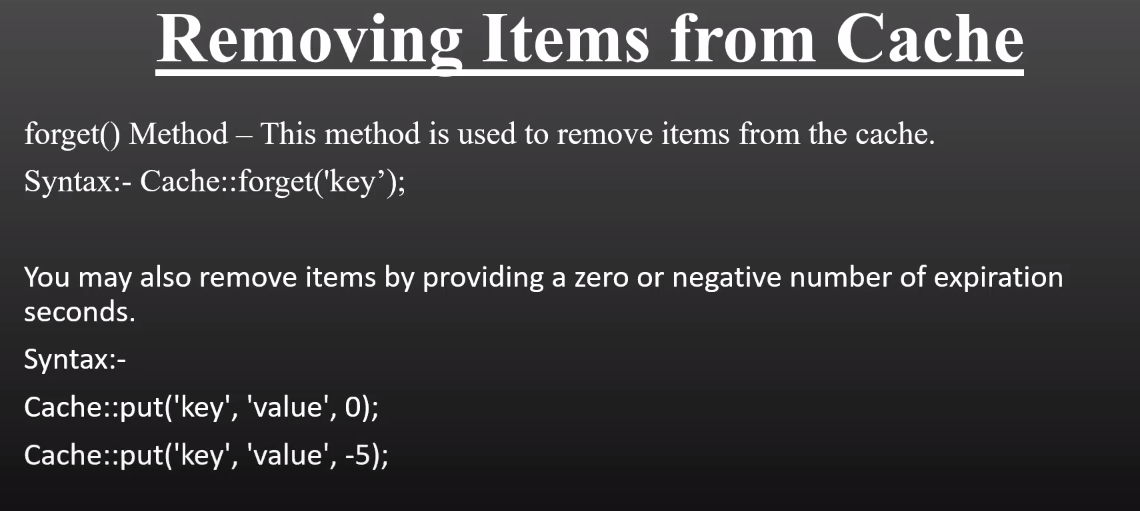 Removing Items from Cache
forget() Method – This method is used to remove items from the cache.
Syntax:- Cache::forget('key’);
You may also remove items by providing a zero or negative number of expiration
seconds.
Syntax:-
Cache::put('key', 'value', 0);
Cache::put('key', 'value', -5);